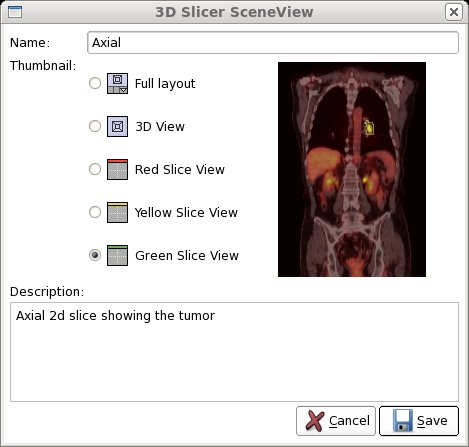 3D Slicer SceneView
Name: Axial
Thumbnail:
Full layout
3D View
Red Slice View
Yellow Slice View
Green Slice View
Description:
Axial 2d slice showing the tumor
Cancel Save